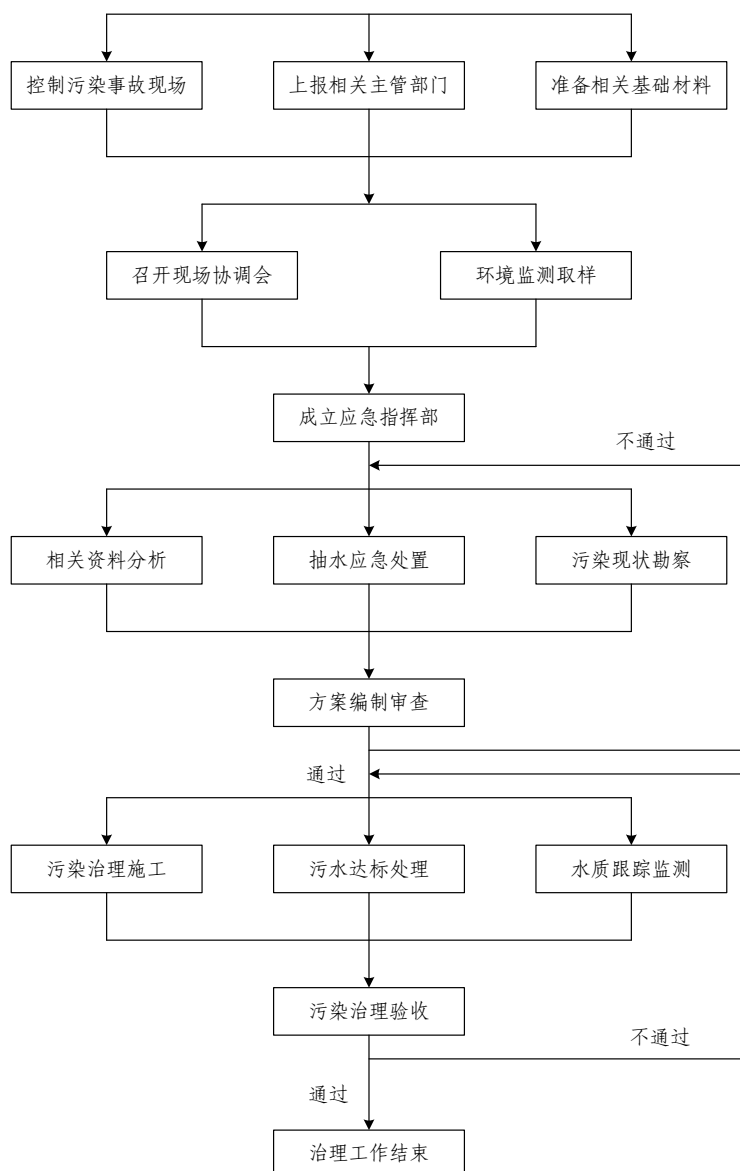 控制污染事故现场
上报相关主管部门
准备相关基础材料
召开现场协调会
环境监测取样
成立应急指挥部
不通过
相关资料分析
抽水应急处置
污染现状勘察
方案编制审查
通过
污染治理施工
污水达标处理
水质跟踪监测
污染治理验收
不通过
通过
治理工作结束